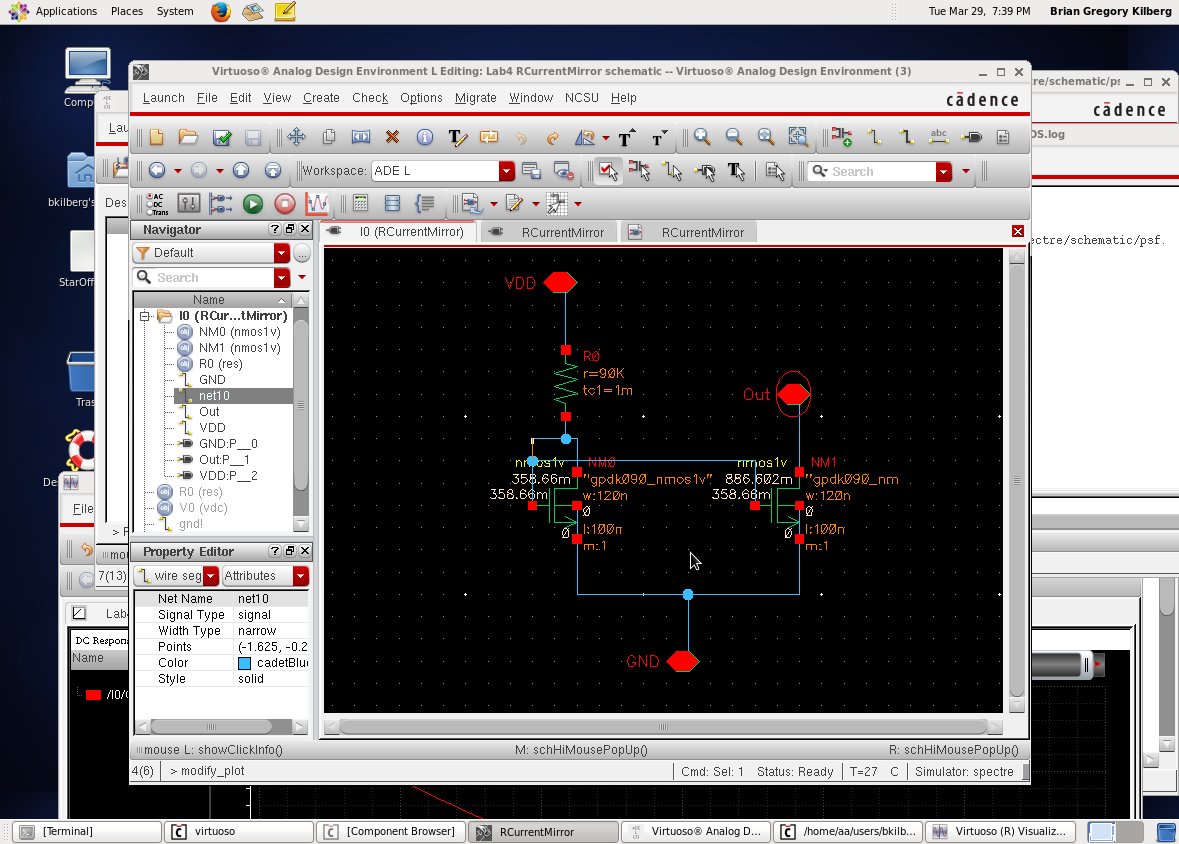 Applications Places System Tue Mar 29, 7:39 PM Brian Gregory Kilberg
Virtuoso® Analog Design Environment L Editing: Lab4 RCurrentMirror schematic -- Virtuoso® Analog Design Environment (3)
Launch File Edit View Create Check Options Migrate Window NCSU Help
cādence
cādence
Workspace: ADE L Search
AC
DC
Trans
Navigator
I0 (RCurrentMirror) RCurrentMirror RCurrentMirror
Default
Search
Name
I0 (RCur...tMirror)
NM0 (nmos1v)
NM1 (nmos1v)
R0 (res)
GND
net10
Out
VDD
GND:P__0
Out:P__1
VDD:P__2
R0 (res)
V0 (vdc)
gnd!
Property Editor
wire seg Attributes
Net Name net10
Signal Type signal
Width Type narrow
Points (-1.625, -0.2
Color cadetBlu
Style solid
VDD
R0
r=90K
tc1=1m
Out
nmos1v NM0
358.66m "gpdk090_nmos1v"
358.66m w:120n
0
0 l:100n
m:1
nmos1v NM1
886.602m "gpdk090_nm
358.66m w:120n
0
0 l:100n
m:1
GND
mouse L: showClickInfo() M: schHiMousePopUp() R: schHiMousePopUp()
4(6) > modify_plot Cmd: Sel: 1 Status: Ready T=27 C Simulator: spectre
Comp
bkilberg's
StarOff
Tras
Lau
Des
File
7(13)
Lab
DC Respon
Name
/I0/
re/schematic/ps
OS.log
ectre/schematic/psf.
[Terminal] virtuoso [Component Browser] RCurrentMirror Virtuoso® Analog D... /home/aa/users/bkilb... Virtuoso (R) Visualiz...